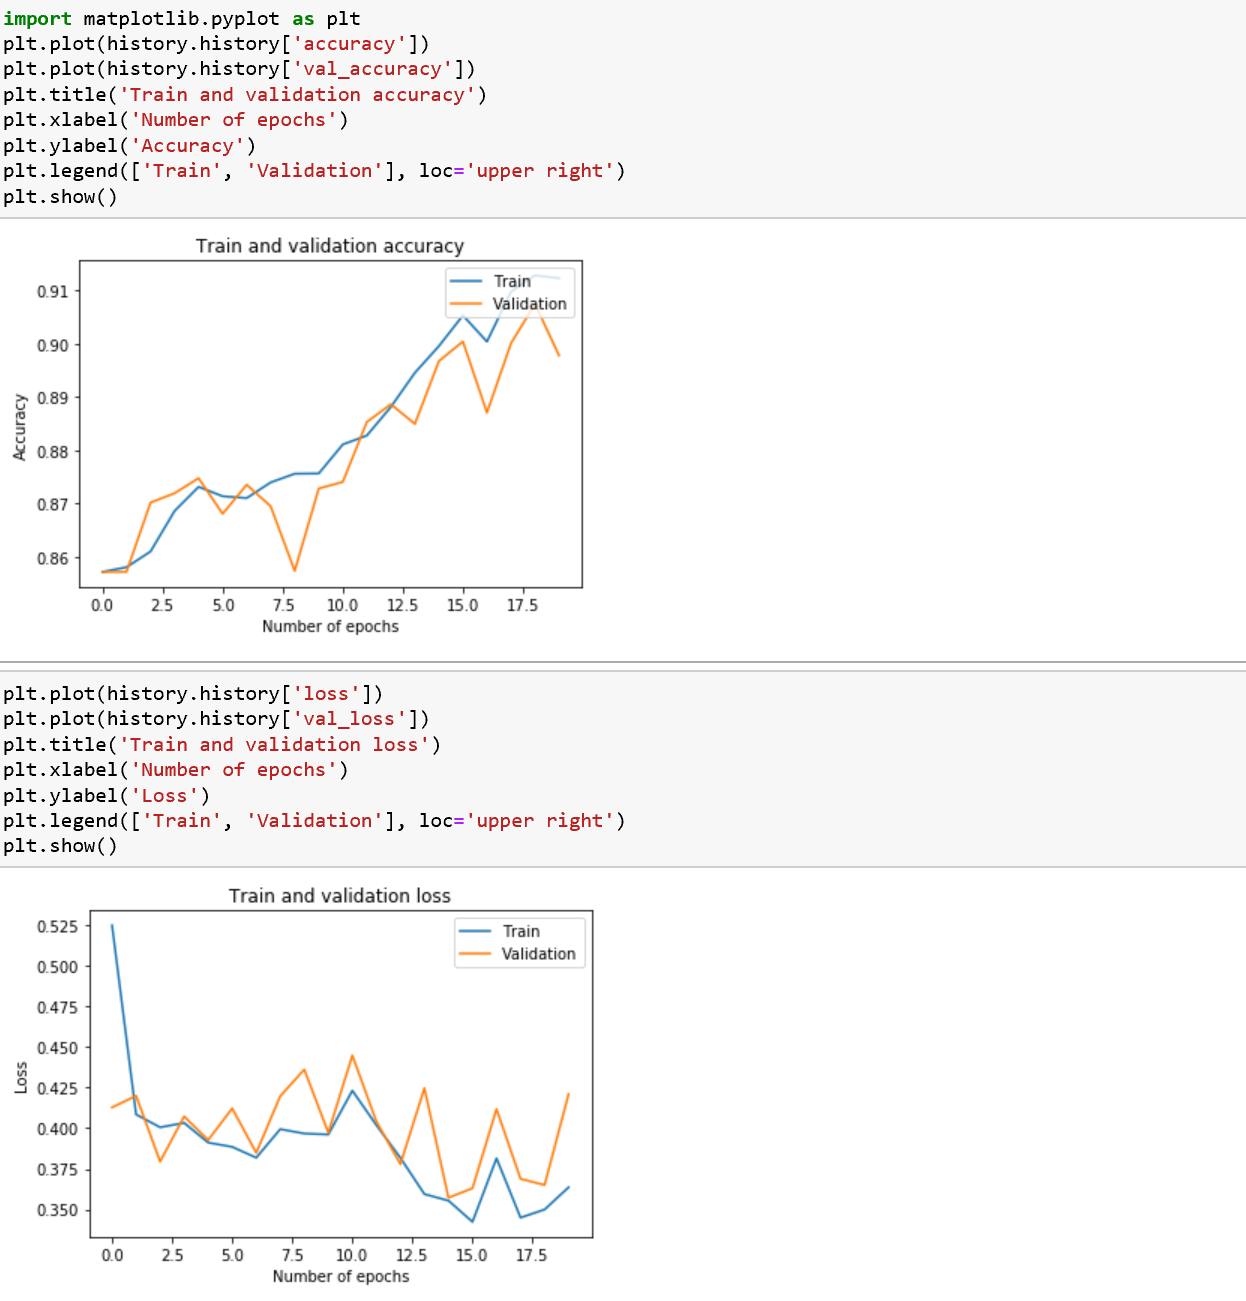 import matplotlib.pyplot as plt
plt.plot(history.history['accuracy'])
plt.plot(history.history['val_accuracy'])
plt.title('Train and validation accuracy')
plt.xlabel('Number of epochs')
plt.ylabel('Accuracy')
plt.legend(['Train', 'Validation'], loc='upper right')
plt.show()
Train and validation accuracy
Train
Validation
0.91
0.90
0.89
0.88
0.87
0.86
Accuracy
0.0 2.5 5.0 7.5 10.0 12.5 15.0 17.5
Number of epochs
plt.plot(history.history['loss'])
plt.plot(history.history['val_loss'])
plt.title('Train and validation loss')
plt.xlabel('Number of epochs')
plt.ylabel('Loss')
plt.legend(['Train', 'Validation'], loc='upper right')
plt.show()
Train and validation loss
Train
Validation
0.525
0.500
0.475
0.450
0.425
0.400
0.375
0.350
Loss
0.0 2.5 5.0 7.5 10.0 12.5 15.0 17.5
Number of epochs